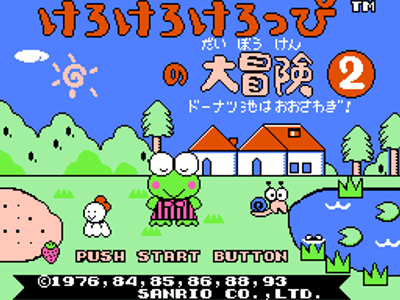 けろけろけろっぴ™
だいぼうけん
の大冒険2
ドーナツ池はおおさわぎ!
PUSH START BUTTON
©1976,84,85,86,88,93
SANRIO CO.,LTD.